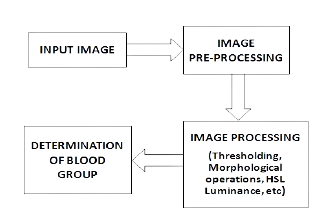 INPUT IMAGE
IMAGE
PRE-PROCESSING
IMAGE PROCESSING
(Thresholding,
Morphological
operations, HSL
Luminance, etc)
DETERMINATION
OF BLOOD
GROUP